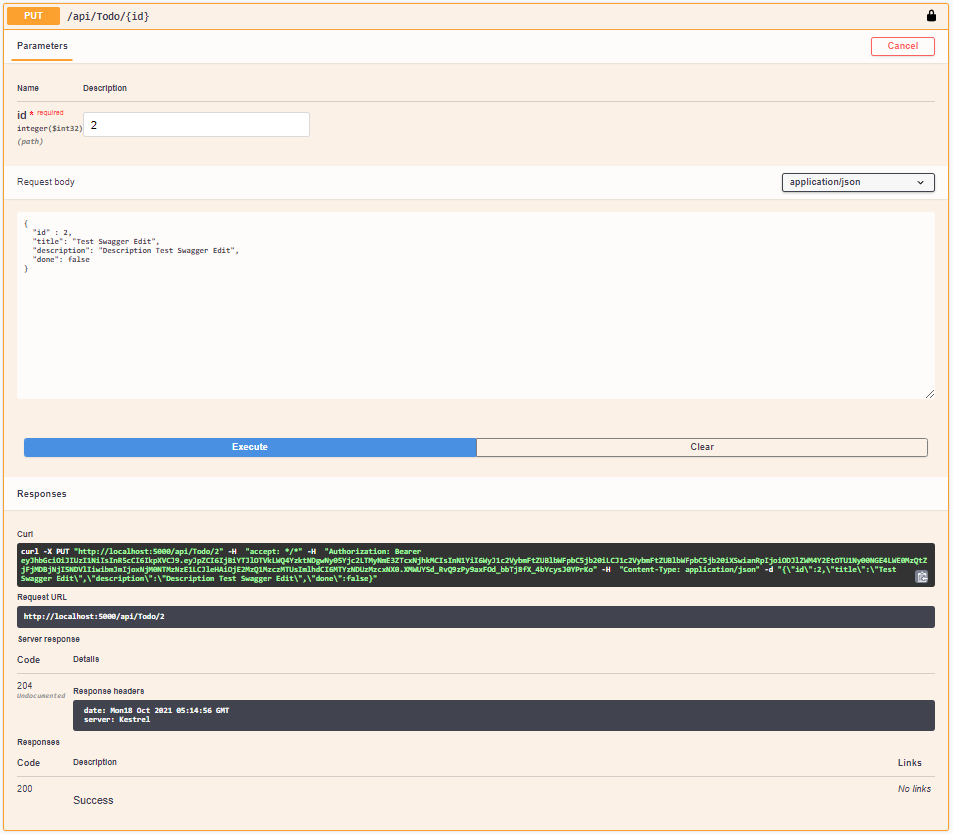 PUT /api/Todo/{id}
Parameters
Cancel
Name Description
id * required
integer($int32)
(path)
2
Request body
application/json
{
"id" : 2,
"title": "Test Swagger Edit",
"description": "Description Test Swagger Edit",
"done": false
}
Execute
Clear
Responses
Curl
curl -X PUT "http://localhost:5000/api/Todo/2" -H "accept: */*" -H "Authorization: Bearer
-H "Content-Type: application/json" -d "{\"id\":2,\"title\":\"Test
Swagger Edit\",\"description\":\"Description Test Swagger Edit\",\"done\":false}"
Request URL
http://localhost:5000/api/Todo/2
Server response
Code Details
204
Undocumented
Response headers
date: Mon18 Oct 2021 05:14:56 GMT
server: Kestrel
Responses
Code Description Links
200
Success
No links